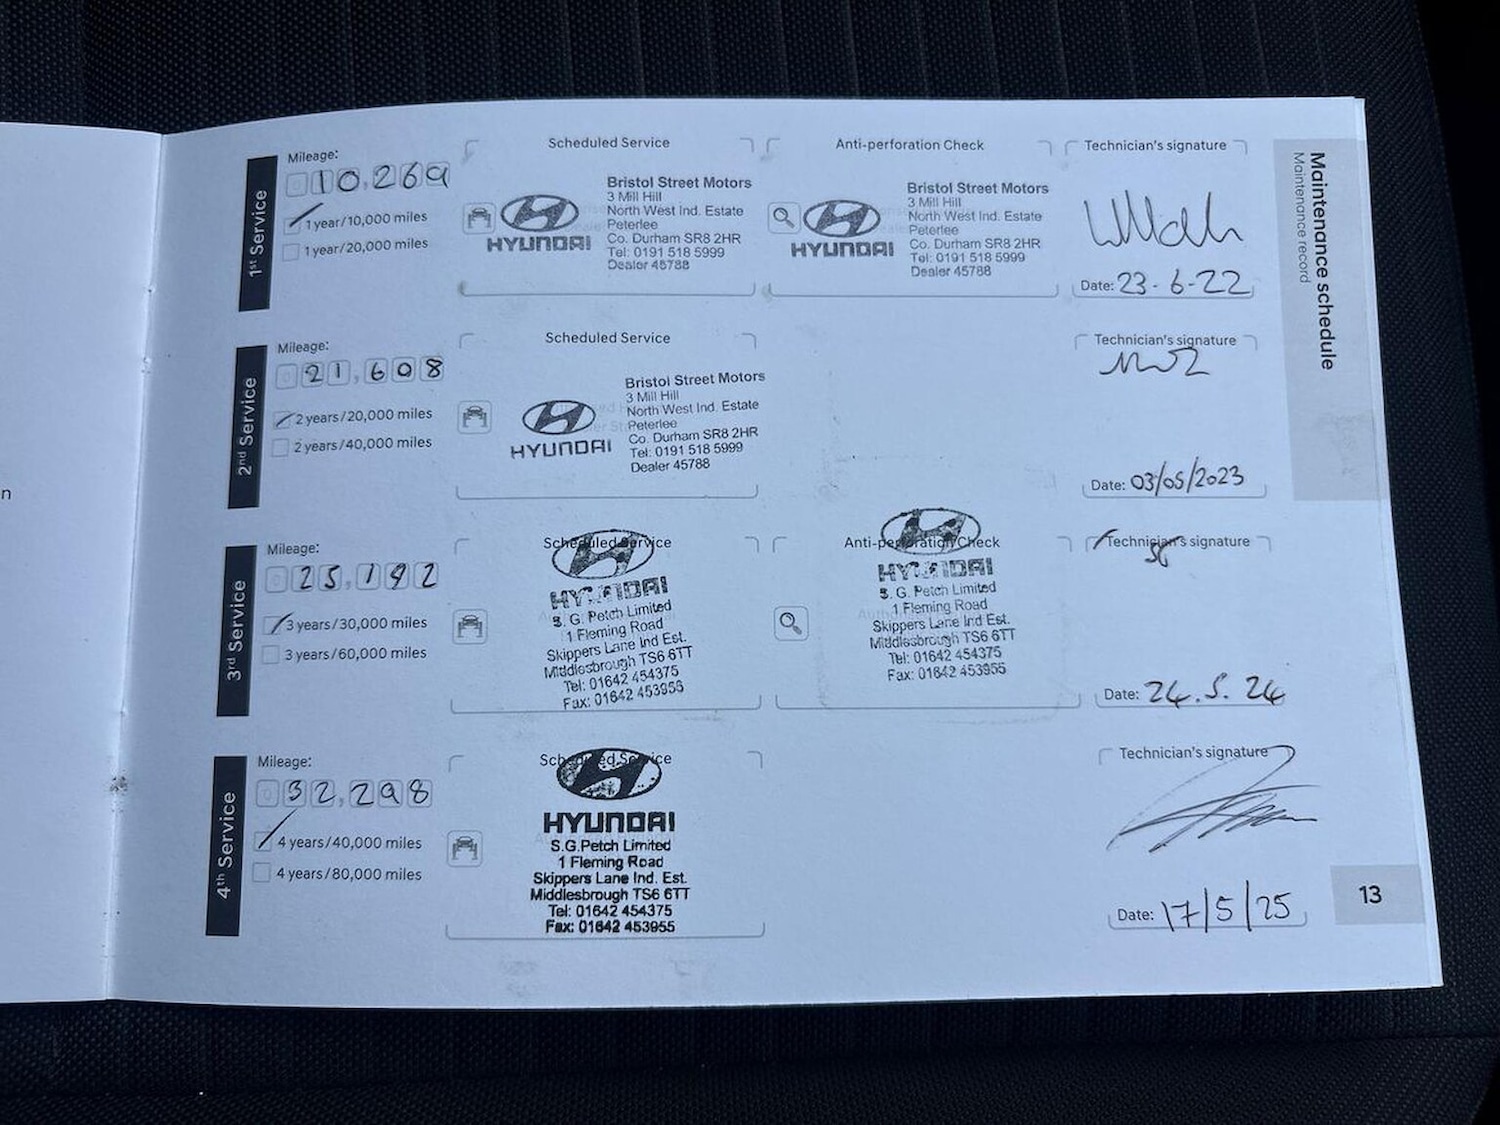 n
Maintenance schedule
Maintenance record
1st Service
Mileage:
10,269
1 year/10,000 miles
1 year/20,000 miles
Scheduled Service
HYUNDAI
Bristol Street Motors
3 Mill Hill
North West Ind. Estate
Peterlee
Co. Durham SR8 2HR
Tel: 0191 518 5999
Dealer 45788
Anti-perforation Check
HYUNDAI
Bristol Street Motors
3 Mill Hill
North West Ind. Estate
Peterlee
Co. Durham SR8 2HR
Tel: 0191 518 5999
Dealer 45788
Technician's signature
Date: 23-6-22
2nd Service
Mileage:
21,608
2 years/20,000 miles
2 years/40,000 miles
Scheduled Service
HYUNDAI
Bristol Street Motors
3 Mill Hill
North West Ind. Estate
Peterlee
Co. Durham SR8 2HR
Tel: 0191 518 5999
Dealer 45788
Technician's signature
Date: 03/05/2023
3rd Service
Mileage:
25,192
3 years/30,000 miles
3 years/60,000 miles
Scheduled Service
HYUNDAI
S. G. Petch Limited
1 Fleming Road
Skippers Lane Ind Est.
Middlesbrough TS6 6TT
Tel: 01642 454375
Fax: 01642 453955
Anti-perforation Check
HYUNDAI
S. G. Petch Limited
1 Fleming Road
Skippers Lane Ind Est.
Middlesbrough TS6 6TT
Tel: 01642 454375
Fax: 01642 453955
Technician's signature
Date: 24.5.24
4th Service
Mileage:
32,298
4 years/40,000 miles
4 years/80,000 miles
Scheduled Service
HYUNDAI
S.G.Petch Limited
1 Fleming Road
Skippers Lane Ind. Est.
Middlesbrough TS6 6TT
Tel: 01642 454375
Fax: 01642 453955
Technician's signature
Date: 17/5/25
13